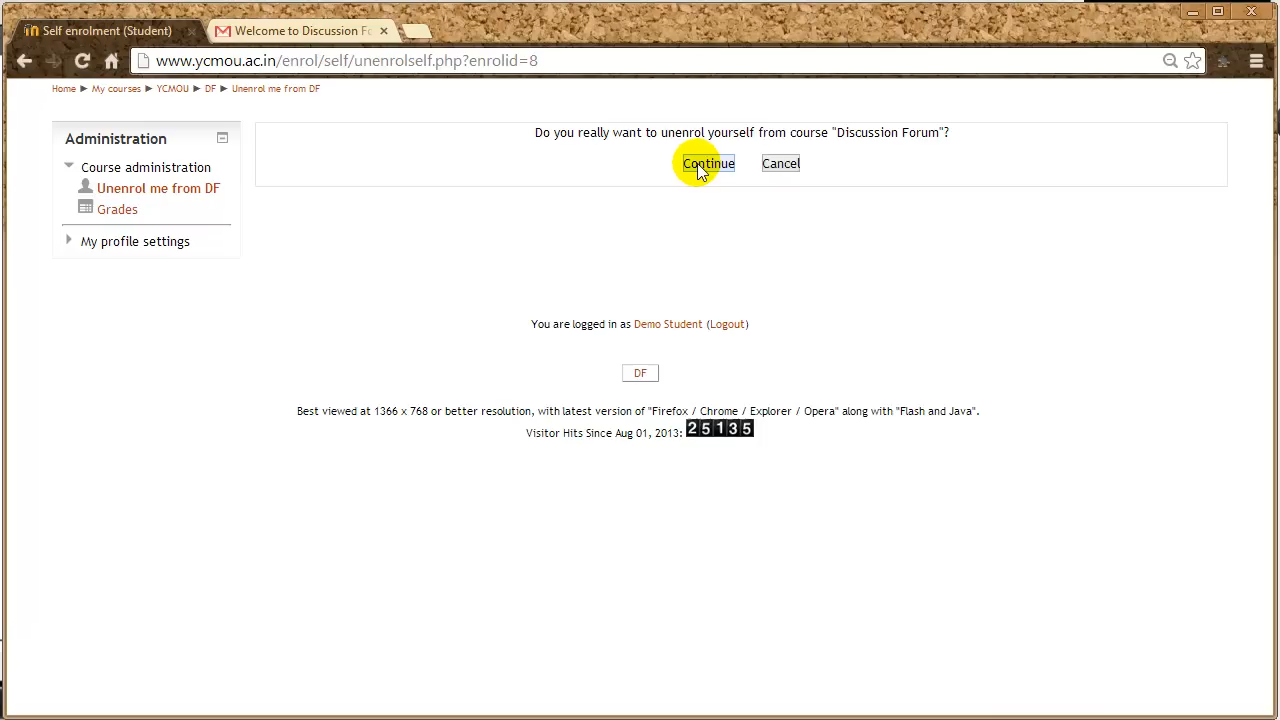 Self enrolment (Student)
Welcome to Discussion Fo
www.ycmou.ac.in/enrol/self/unenrolself.php?enrolid=8
Home ► My courses ► YCMOU ► DF ► Unenrol me from DF
Administration
Course administration
Unenrol me from DF
Grades
My profile settings
Do you really want to unenrol yourself from course "Discussion Forum"?
Continue Cancel
You are logged in as Demo Student (Logout)
DF
Best viewed at 1366 x 768 or better resolution, with latest version of "Firefox / Chrome / Explorer / Opera" along with "Flash and Java".
Visitor Hits Since Aug 01, 2013: 25135